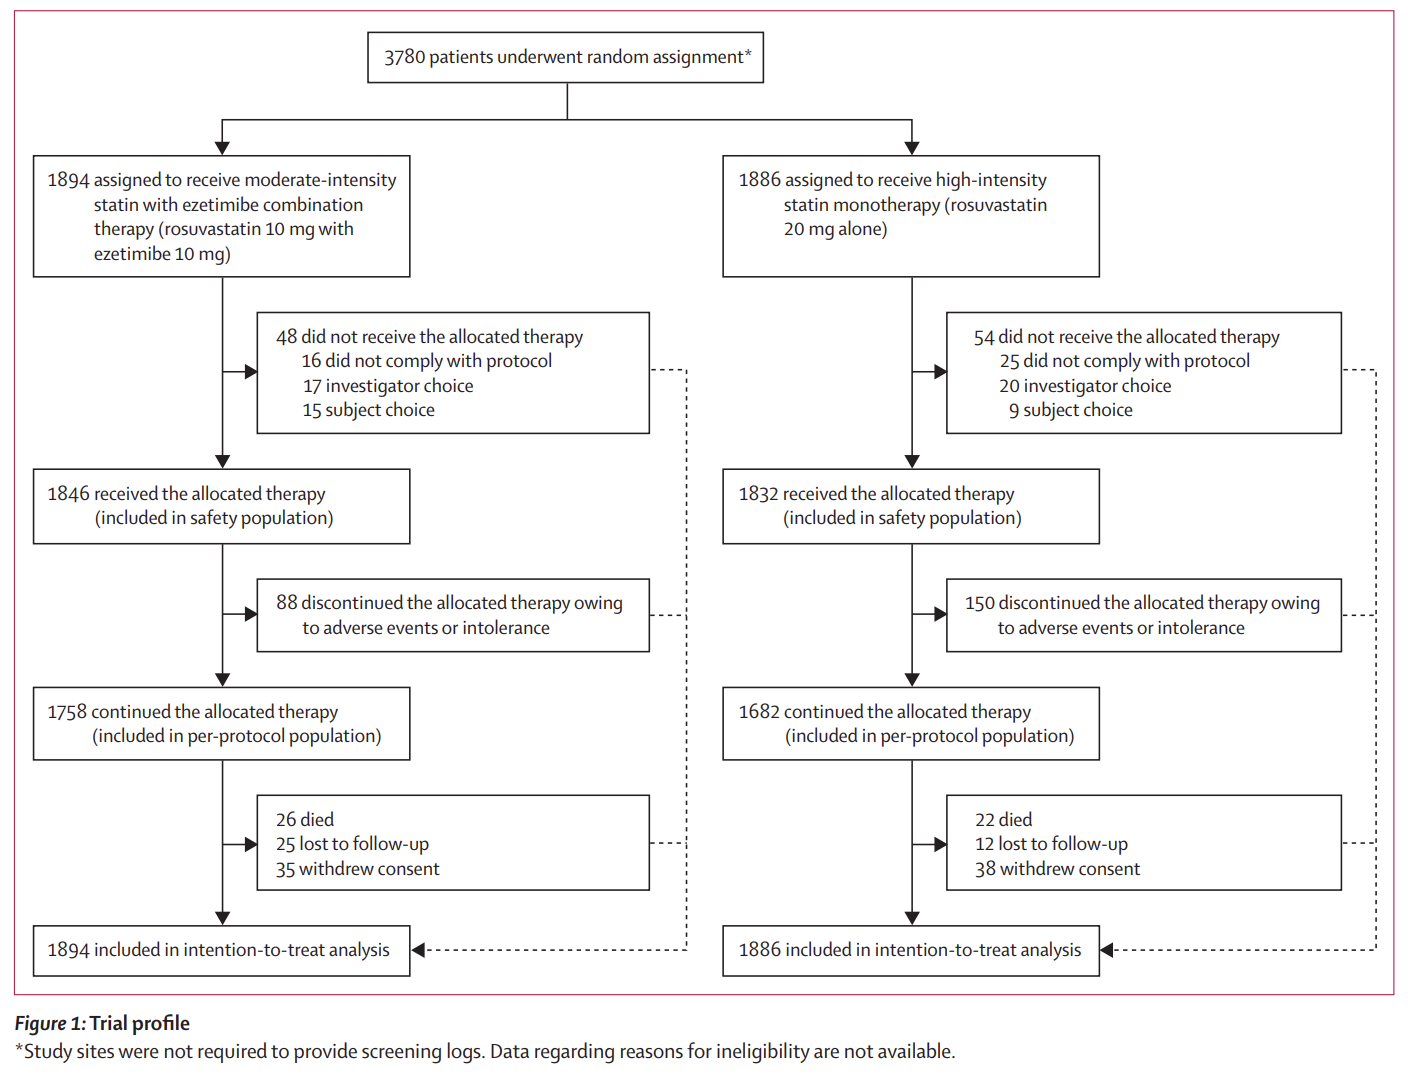 3780 patients underwent random assignment*
1894 assigned to receive moderate-intensity
statin with ezetimibe combination
therapy (rosuvastatin 10 mg with
ezetimibe 10 mg)
1886 assigned to receive high-intensity
statin monotherapy (rosuvastatin
20 mg alone)
48 did not receive the allocated therapy
16 did not comply with protocol
17 investigator choice
15 subject choice
54 did not receive the allocated therapy
25 did not comply with protocol
20 investigator choice
9 subject choice
1846 received the allocated therapy
(included in safety population)
1832 received the allocated therapy
(included in safety population)
88 discontinued the allocated therapy owing
to adverse events or intolerance
150 discontinued the allocated therapy owing
to adverse events or intolerance
1758 continued the allocated therapy
(included in per-protocol population)
1682 continued the allocated therapy
(included in per-protocol population)
26 died
25 lost to follow-up
35 withdrew consent
22 died
12 lost to follow-up
38 withdrew consent
1894 included in intention-to-treat analysis
1886 included in intention-to-treat analysis
Figure 1: Trial profile
*Study sites were not required to provide screening logs. Data regarding reasons for ineligibility are not available.